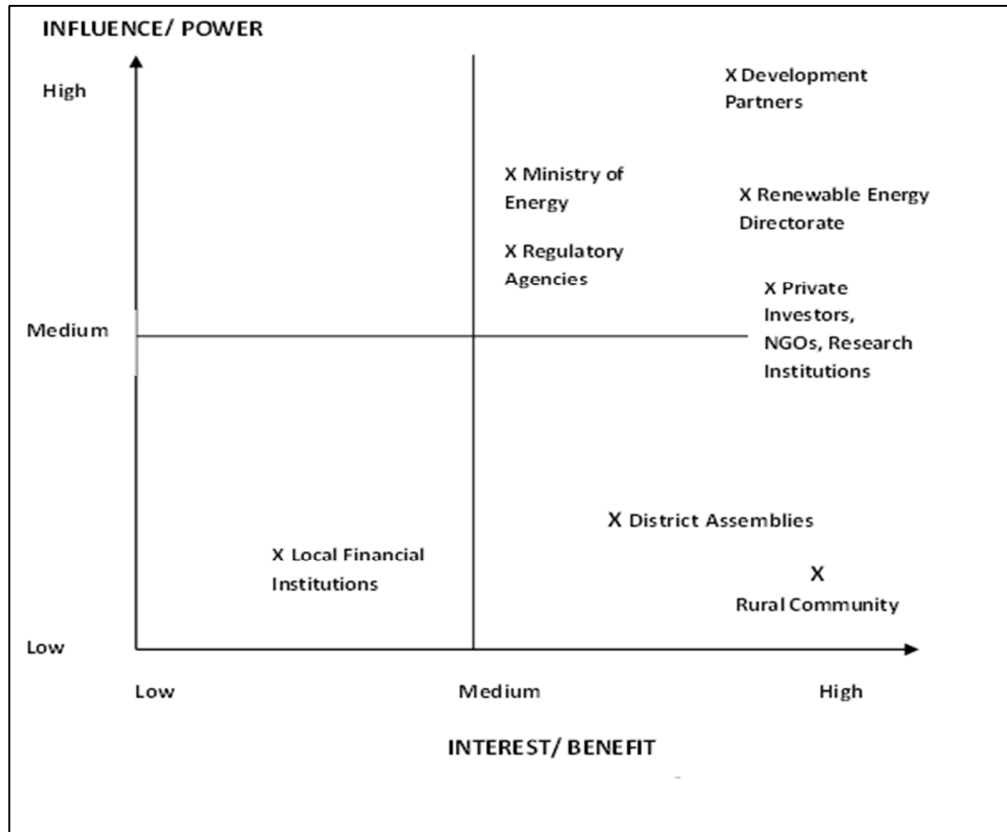 INFLUENCE/ POWER
High
X Development
Partners
X Ministry of
Energy
X Renewable Energy
Directorate
X Regulatory
Agencies
X Private
Investors,
NGOs, Research
Institutions
Medium
X District Assemblies
X Local Financial
Institutions
X
Rural Community
Low
Low
Medium
High
INTEREST/ BENEFIT